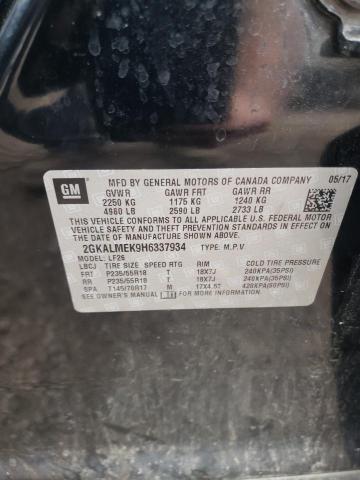 GM
MFD BY GENERAL MOTORS OF CANADA COMPANY 05/17
GVWR GAWR FRT GAWR RR
2250 KG 1175 KG 1240 KG
4960 LB 2590 LB 2733 LB
THIS VEHICLE CONFORMS TO ALL APPLICABLE U.S. FEDERAL MOTOR
VEHICLE SAFETY, BUMPER, AND THEFT
PREVENTION STANDARDS IN EFFECT ON THE
DATE OF MANUFACTURE SHOWN ABOVE.
2GKALMEK9H6337934 TYPE: M.P.V
MODEL: LF26
LBCJ TIRE SIZE SPEED RTG RIM COLD TIRE PRESSURE
FRT P235/55R18 T 18X7J 240KPA(35PSI)
RR P235/55R18 T 18X7J 240KPA(35PSI)
SPA T145/70R17 M 17X4.5T 420KPA(60PSI)
SEE OWNER'S MANUAL FOR MORE INFORMATION.